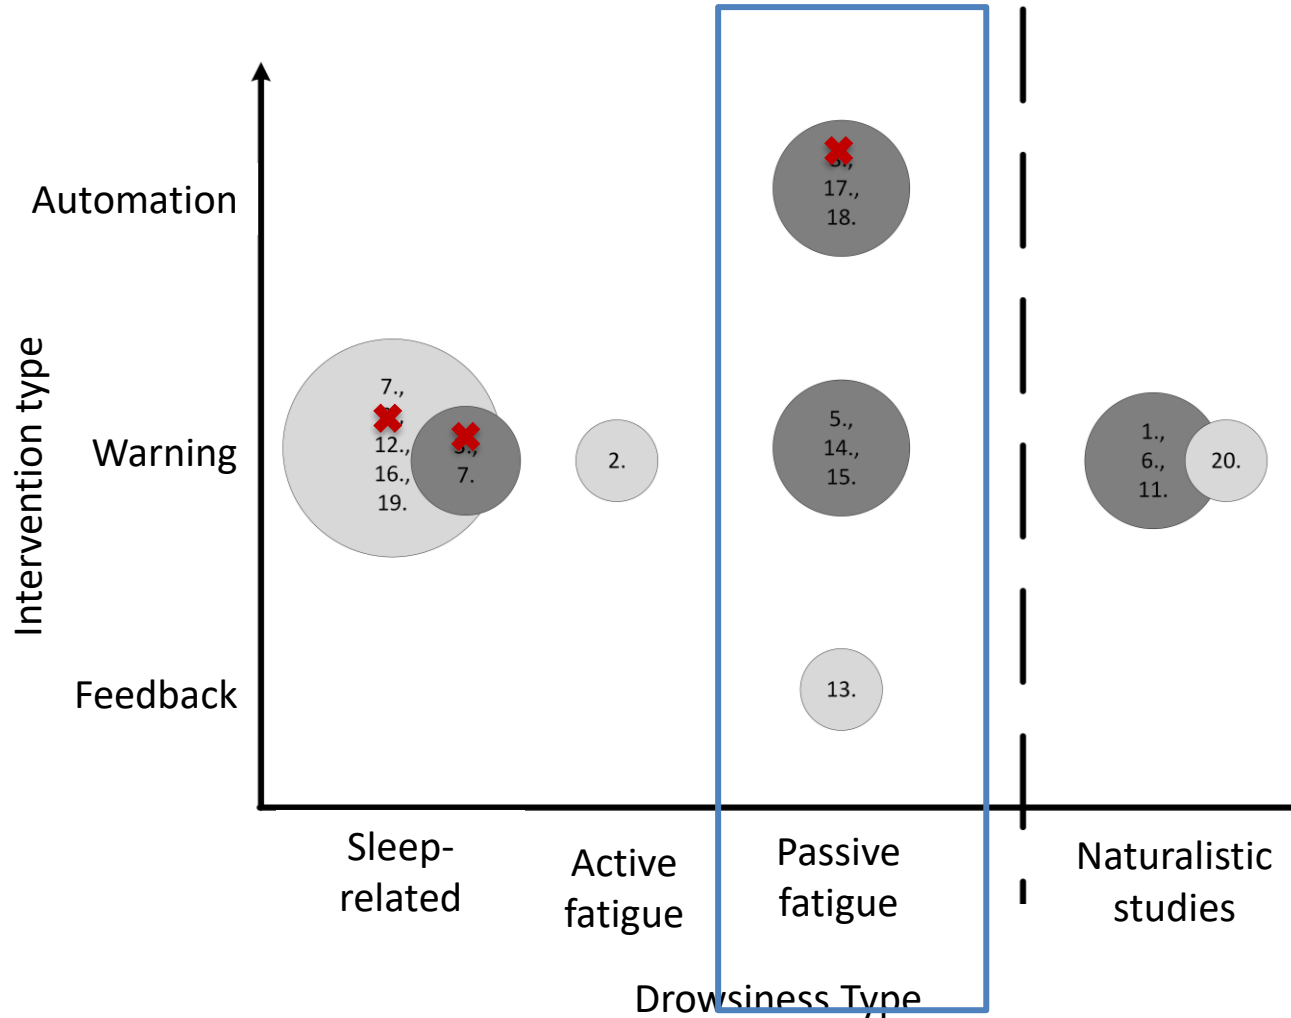 Automation
17.,
18.
Intervention type
Warning
7.,
12.,
16.,
19.
7.
2.
5.,
14.,
15.
1.,
6.,
11.
20.
Feedback
13.
Sleep-
related
Active
fatigue
Passive
fatigue
Naturalistic
studies
Drowsiness Type